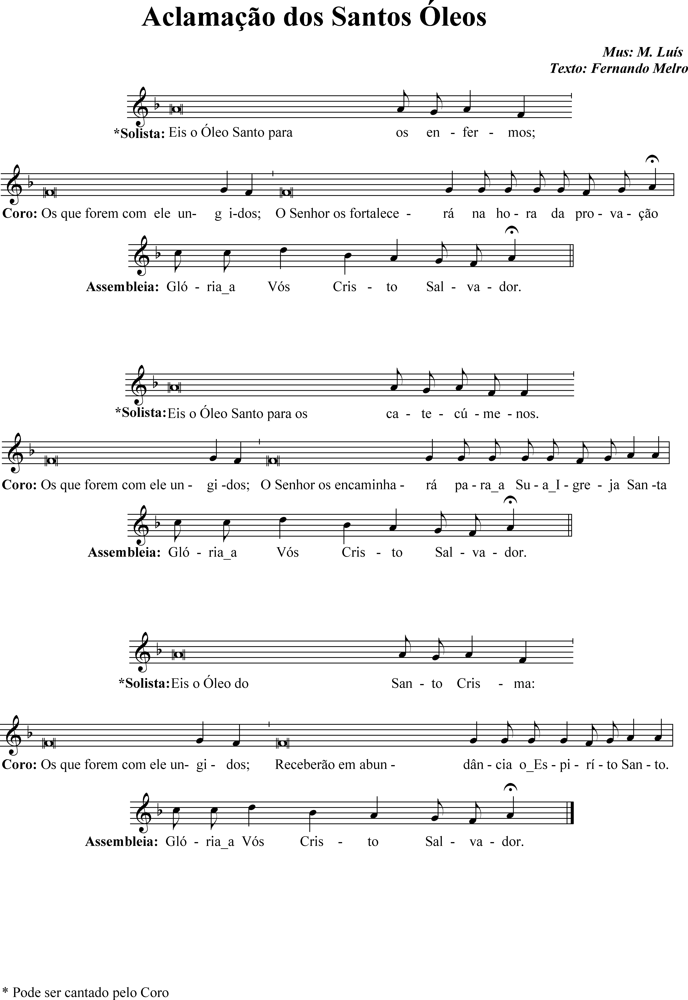 Aclamação dos Santos Óleos
Mus: M. Luís
Texto: Fernando Melro
*Solista: Eis o Óleo Santo para os en - fer - mos;
Coro: Os que forem com ele un- g i-dos; O Senhor os fortalece - rá na ho - ra da pro - va - ção
Assembleia: Gló - ria_a Vós Cris - to Sal - va - dor.
*Solista: Eis o Óleo Santo para os ca - te - cú - me - nos.
Coro: Os que forem com ele un - gi -dos; O Senhor os encaminha - rá pa - ra_a Su - a_I - gre - ja San -ta
Assembleia: Gló - ria_a Vós Cris - to Sal - va - dor.
*Solista: Eis o Óleo do San - to Cris - ma:
Coro: Os que forem com ele un- gi - dos; Receberão em abun - dân - cia o_Es - pi - rí - to San - to.
Assembleia: Gló - ria_a Vós Cris - to Sal - va - dor.
* Pode ser cantado pelo Coro